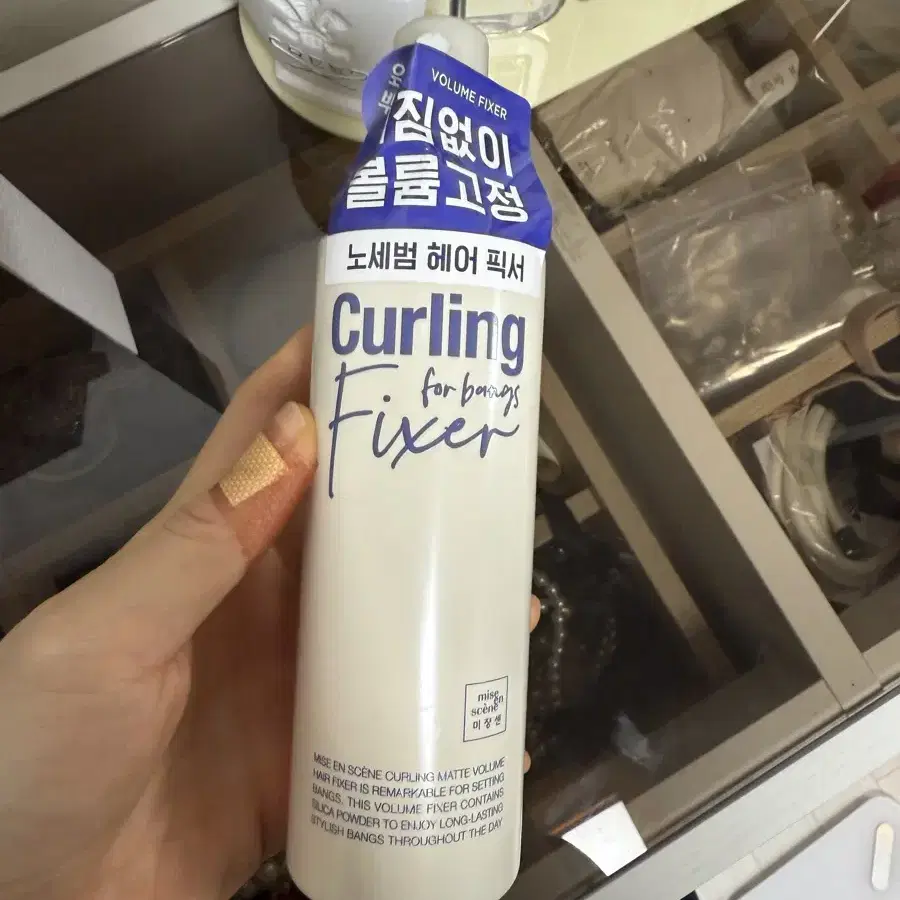 VOLUME FIXER
짐없이
볼륨고정
노세범 헤어 픽서
Curling
for bangs
Fixer
mise
en
scène
미장센
MISE EN SCÈNE CURLING MATTE VOLUME
HAIR FIXER IS REMARKABLE FOR SETTING
BANGS. THIS VOLUME FIXER CONTAINS
SILICA POWDER TO ENJOY LONG-LASTING
STYLISH BANGS THROUGHOUT THE DAY